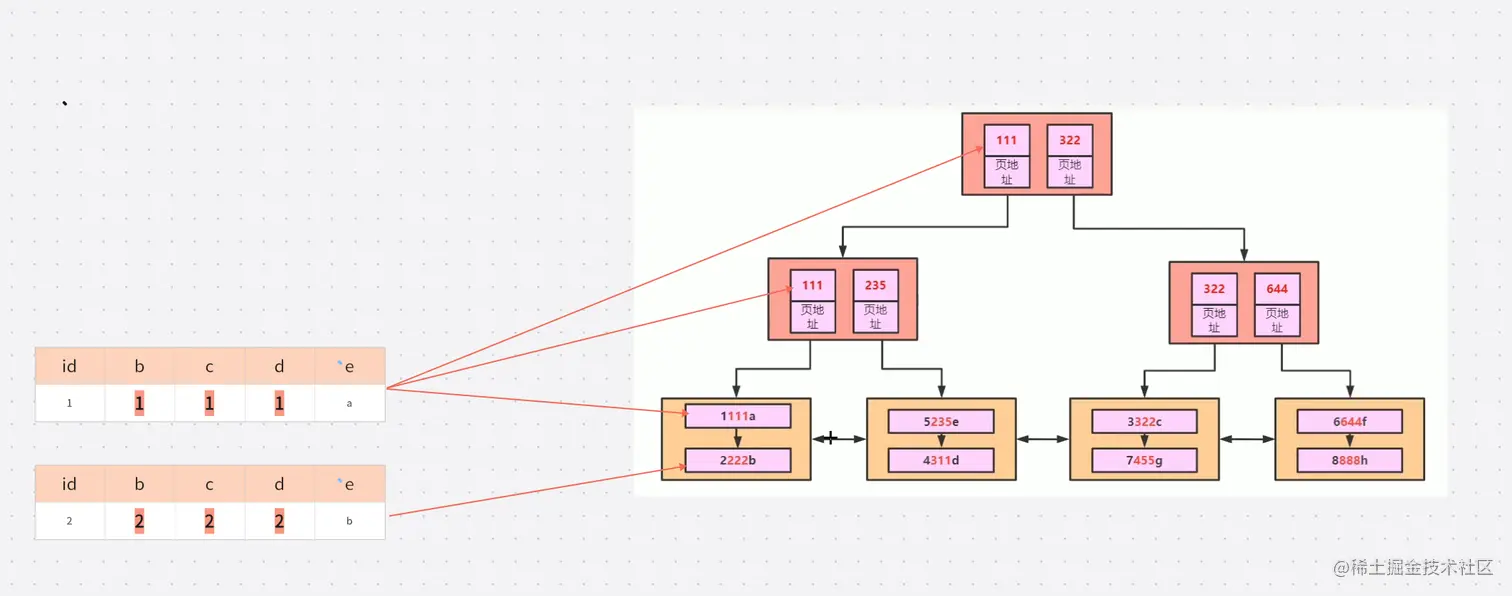 111 322
页地址 页地址
111 235
页地址 页地址
322 644
页地址 页地址
id b c d e
1 1 1 1 a
id b c d e
2 2 2 2 b
1111a
2222b
5235e
4311d
3322c
7455g
6644f
8888h
@稀土掘金技术社区